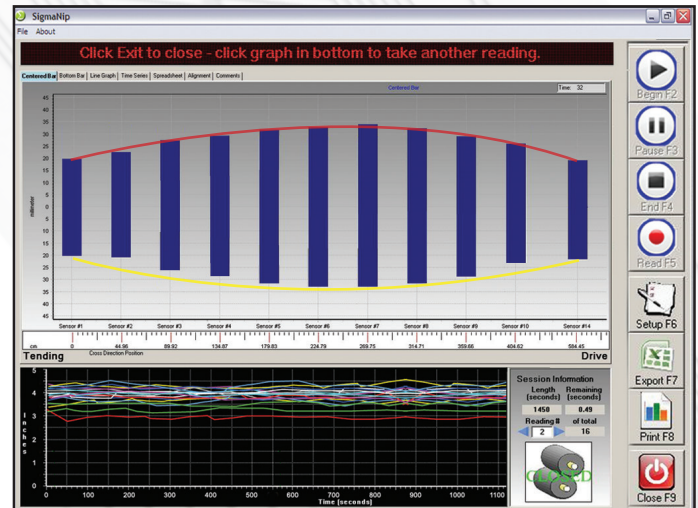 SigmaNip
File About
Click Exit to close - click graph in bottom to take another reading.
Centered Bar | Bottom Bar | Line Graph | Time Series | Spreadsheet | Alignment | Comments |
Centered Bar
Time: 32
45
40
35
30
25
20
15
10
5
0
5
10
15
20
25
30
35
40
45
milimeter
Sensor #1 Sensor #2 Sensor #3 Sensor #4 Sensor #5 Sensor #6 Sensor #7 Sensor #8 Sensor #9 Sensor #10 Sensor #14
cm 0 44.96 89.92 134.87 179.83 224.79 269.75 314.71 359.66 404.62 584.45
Tending Cross Direction Position Drive
5
4
3
2
1
0
Inches
0 100 200 300 400 500 600 700 800 900 1000 1100
Time (seconds)
Session Information
Length (seconds) Remaining (seconds)
1450 0.49
Reading # of total
2 16
CLOSED
Begin F2
Pause F3
End F4
Read F5
Setup F6
Export F7
Print F8
Close F9